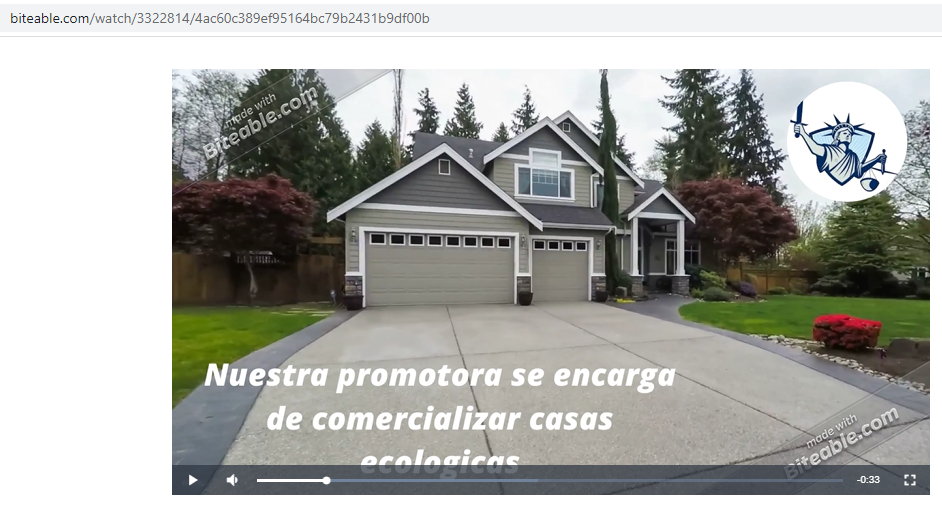 biteable.com/watch/3322814/4ac60c389ef95164bc79b2431b9df00b
made with
Biteable.com
Nuestra promotora se encarga
de comercializar casas
ecologicas
made with
Biteable.com
-0:33